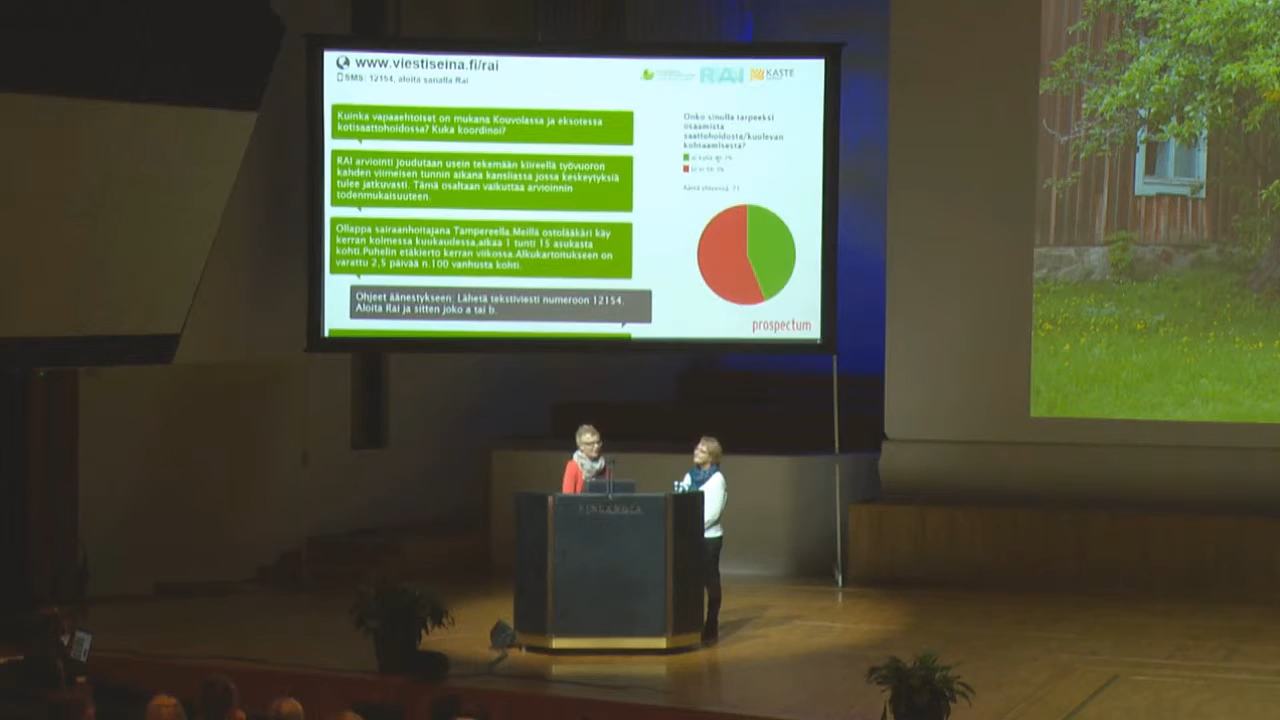 www.viestiseina.fi/rai
SMS: 12154, aloita sanalla Rai
RAI
KASTE
Kuinka vapaaehtoiset on mukana Kouvolassa ja eksotessa
kotisaattohoidossa? Kuka koordinoi?
RAI arviointi joudutaan usein tekemään kiireellä työvuoron
kahden viimeisen tunnin aikana kansliassa jossa keskeytyksiä
tulee jatkuvasti. Tämä osaltaan vaikuttaa arvioinnin
todenmukaisuuteen.
Ollappa sairaanhoitajana Tampereella.Meillä ostolääkäri käy
kerran kolmessa kuukaudessa,aikaa 1 tunti 15 asukasta
kohti.Puhelin etäkierto kerran viikossa.Alkukartoitukseen on
varattu 2,5 päivää n.100 vanhusta kohti.
Ohjeet äänestykseen: Lähetä tekstiviesti numeroon 12154.
Aloita Rai ja sitten joko a tai b.
Onko sinulla tarpeeksi
osaamista
saattohoidosta/kuolevan
kohtaamisesta?
Ääniä yhteensä: 71
prospectum
FINLANDIA